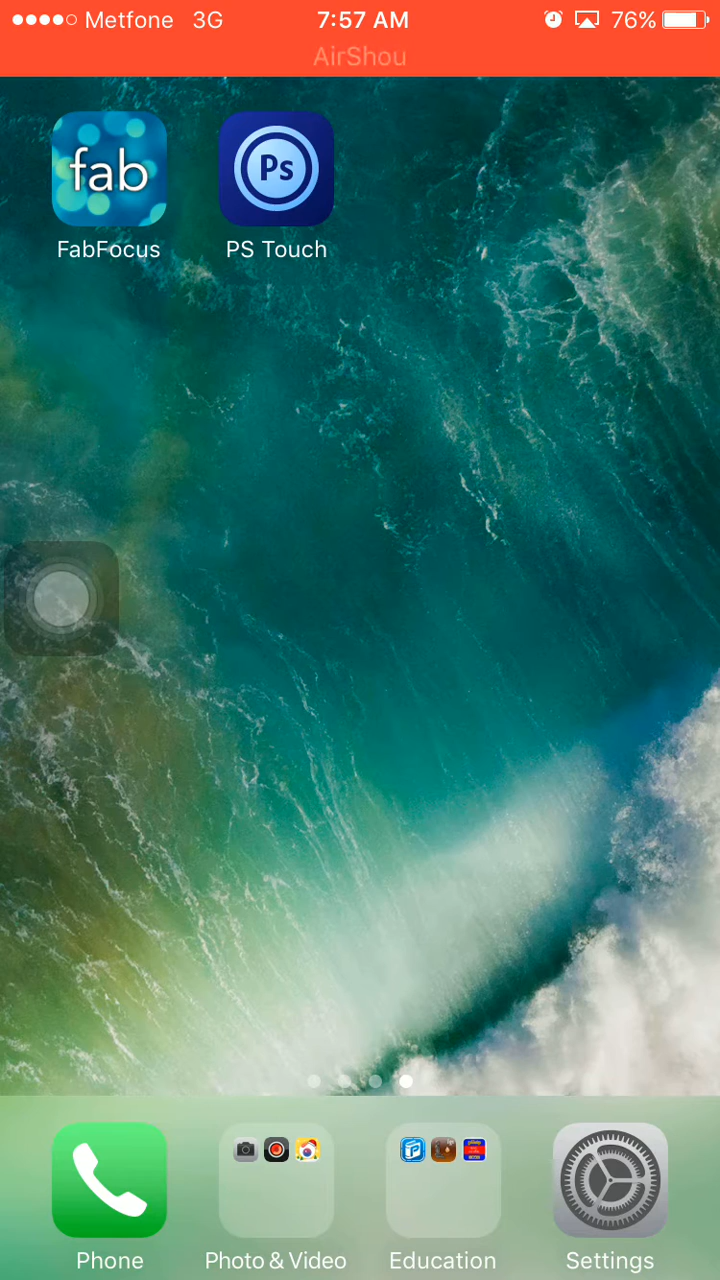 Metfone 3G 7:57 AM 76%
AirShou
fab
Ps
FabFocus
PS Touch
Phone
Photo & Video
Education
Settings